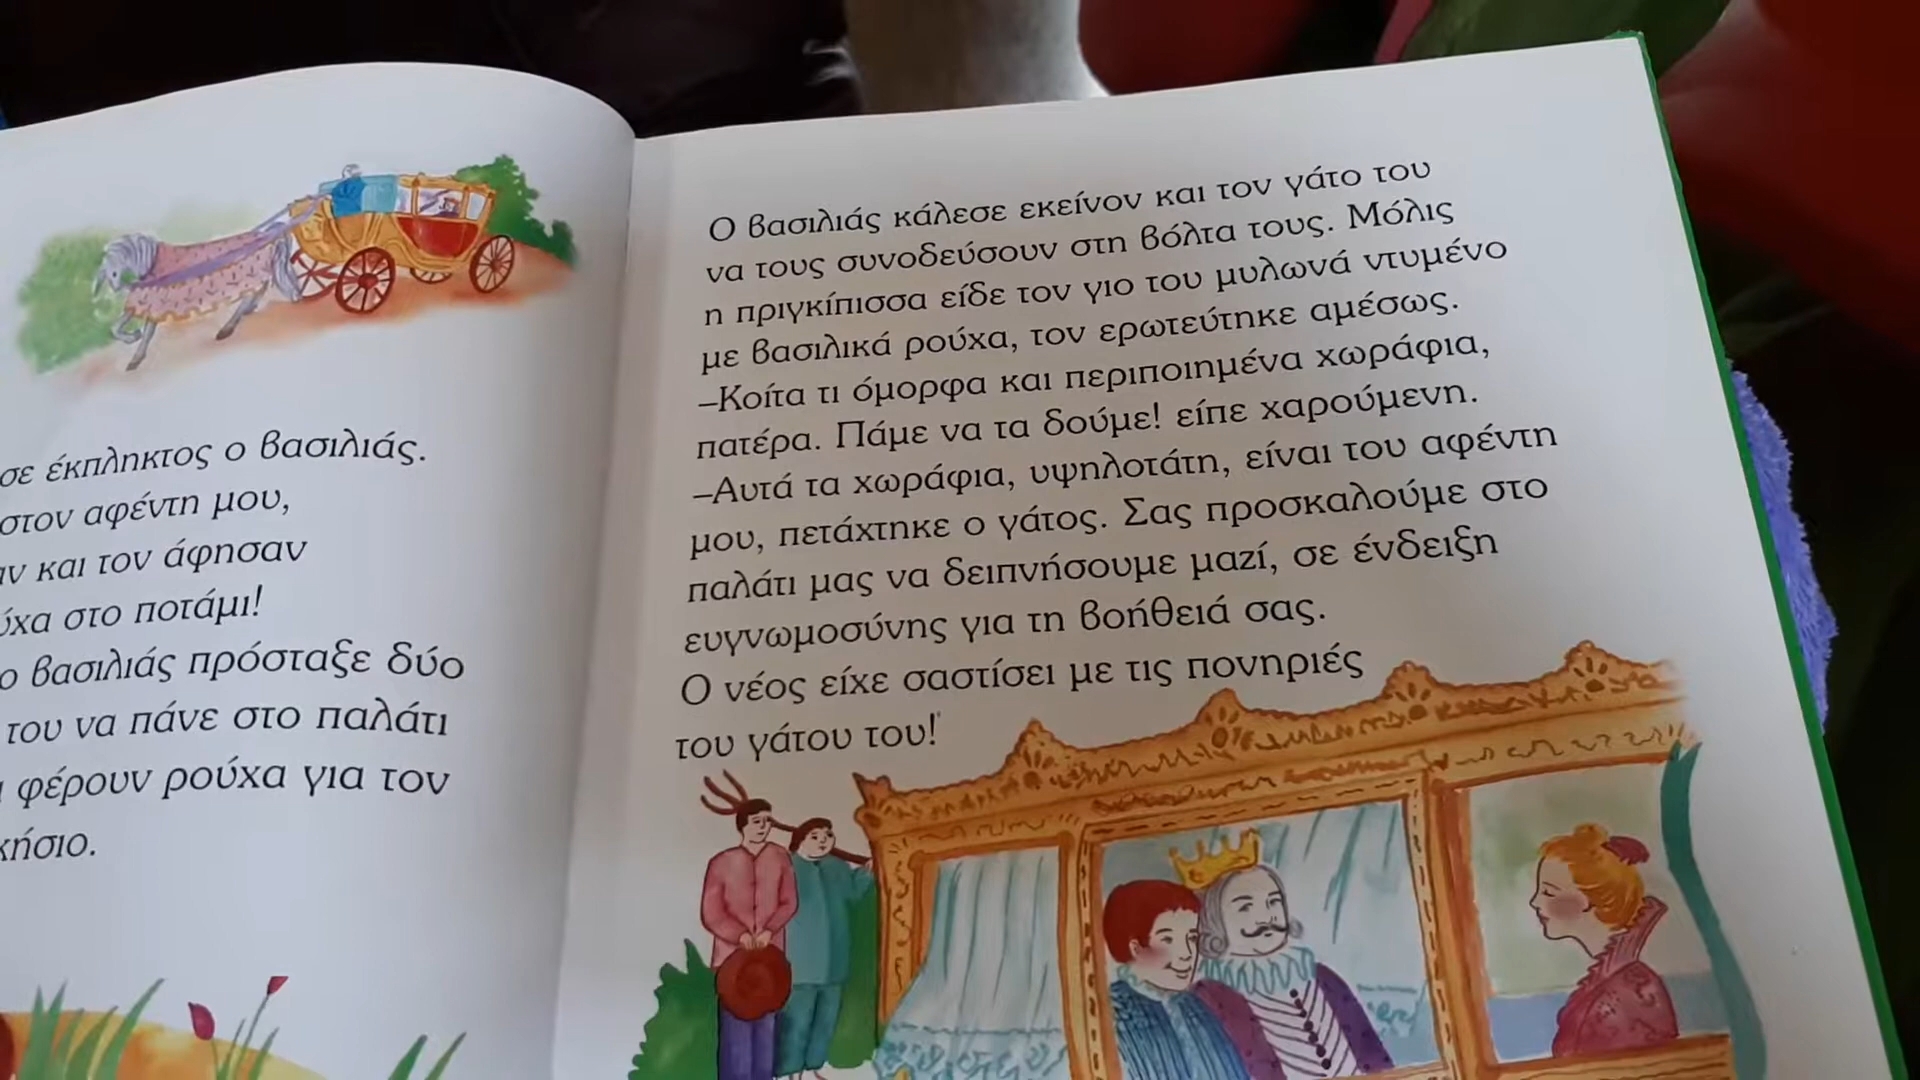 έκπληκτος ο βασιλιάς.
στον αφέντη μου,
και τον άφησαν
στο ποτάμι!
ο βασιλιάς πρόσταξε δύο
του να πάνε στο παλάτι
φέρουν ρούχα για τον
Ο βασιλιάς κάλεσε εκείνον και τον γάτο του
να τους συνοδεύσουν στη βόλτα τους. Μόλις
η πριγκίπισσα είδε τον γιο του μυλωνά ντυμένο
με βασιλικά ρούχα, τον ερωτεύτηκε αμέσως.
–Κοίτα τι όμορφα και περιποιημένα χωράφια,
πατέρα. Πάμε να τα δούμε! είπε χαρούμενη.
–Αυτά τα χωράφια, υψηλοτάτη, είναι του αφέντη
μου, πετάχτηκε ο γάτος. Σας προσκαλούμε στο
παλάτι μας να δειπνήσουμε μαζί, σε ένδειξη
ευγνωμοσύνης για τη βοήθειά σας.
Ο νέος είχε σαστίσει με τις πονηριές
του γάτου του!